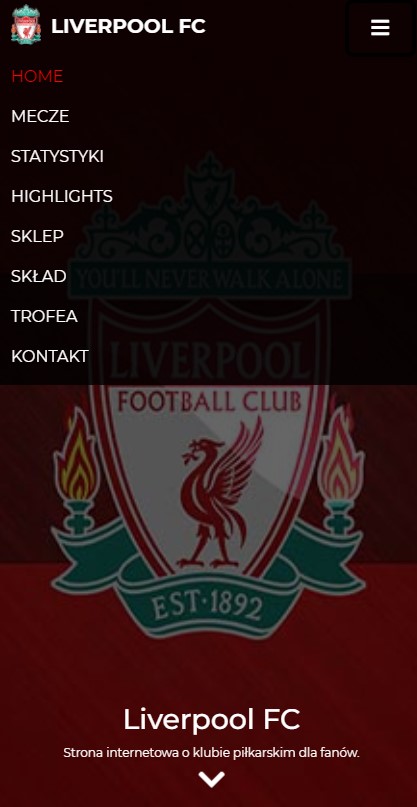 LIVERPOOL FC
HOME
MECZE
STATYSTYKI
HIGHLIGHTS
SKLEP
SKŁAD
TROFEA
KONTAKT
YOU'LL NEVER WALK ALONE
LIVERPOOL
FOOTBALL CLUB
EST·1892
Liverpool FC
Strona internetowa o klubie piłkarskim dla fanów.